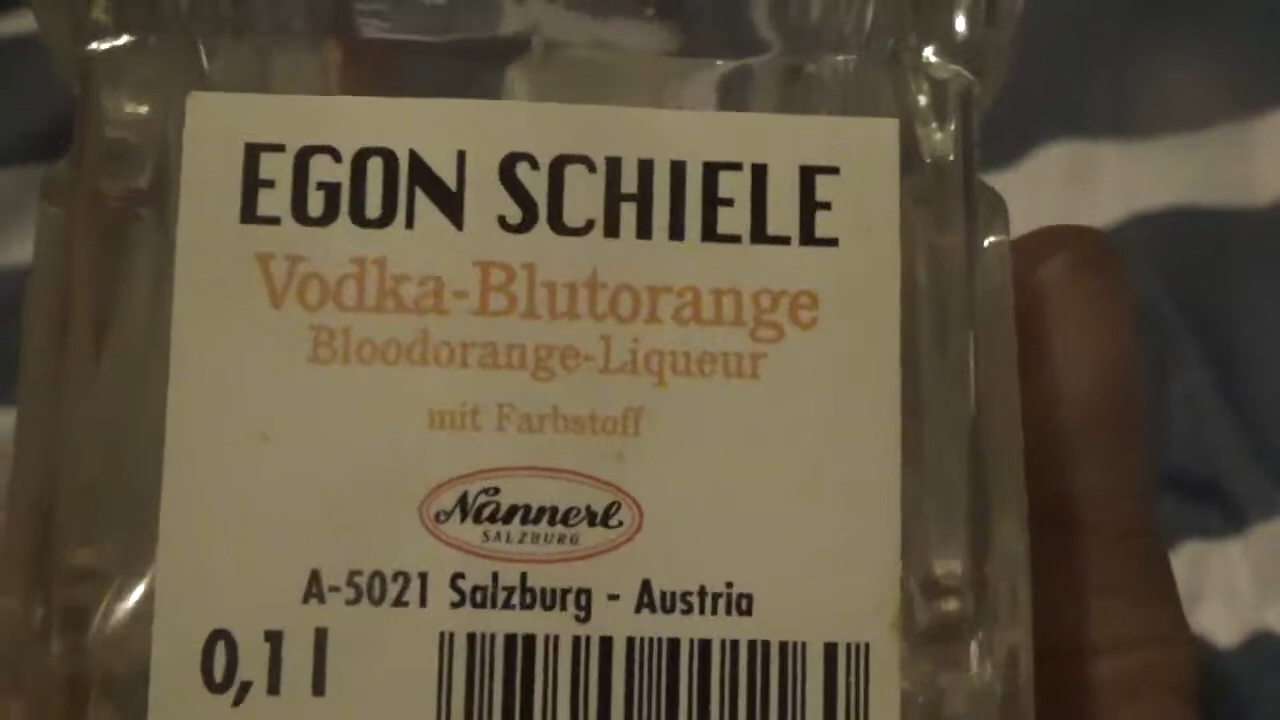 EGON SCHIELE
Vodka-Blutorange
Bloodorange-Liqueur
mit Farbstoff
Nannerl
SALZBURG
A-5021 Salzburg - Austria
0,1 l